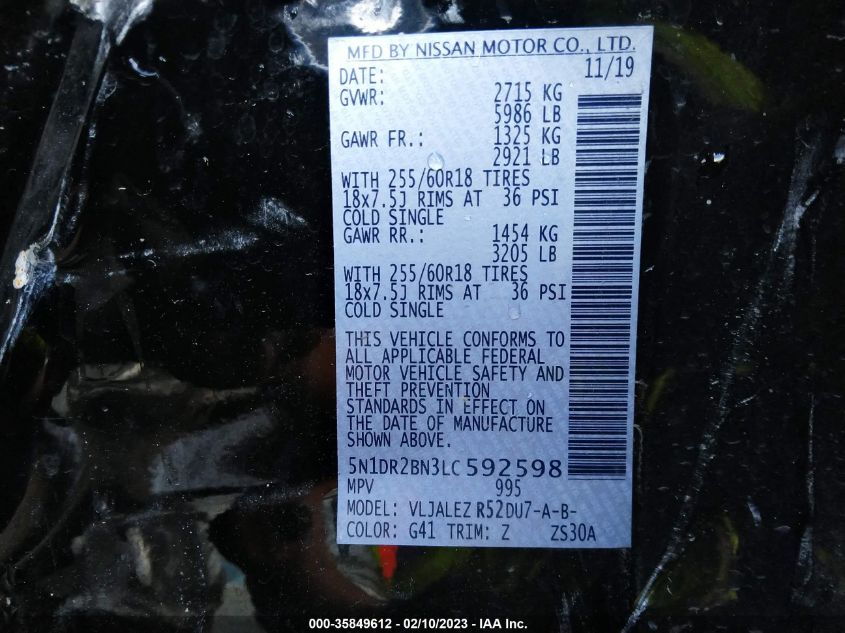 MFD BY NISSAN MOTOR CO., LTD.
DATE: 11/19
GVWR: 2715 KG
5986 LB
GAWR FR.: 1325 KG
2921 LB
WITH 255/60R18 TIRES
18x7.5J RIMS AT 36 PSI
COLD SINGLE
GAWR RR.: 1454 KG
3205 LB
WITH 255/60R18 TIRES
18x7.5J RIMS AT 36 PSI
COLD SINGLE
THIS VEHICLE CONFORMS TO
ALL APPLICABLE FEDERAL
MOTOR VEHICLE SAFETY AND
THEFT PREVENTION
STANDARDS IN EFFECT ON
THE DATE OF MANUFACTURE
SHOWN ABOVE.
5N1DR2BN3LC592598
MPV 995
MODEL: VLJALEZ R52DU7-A-B-
COLOR: G41 TRIM: Z ZS30A
000-35849612 - 02/10/2023 - IAA Inc.